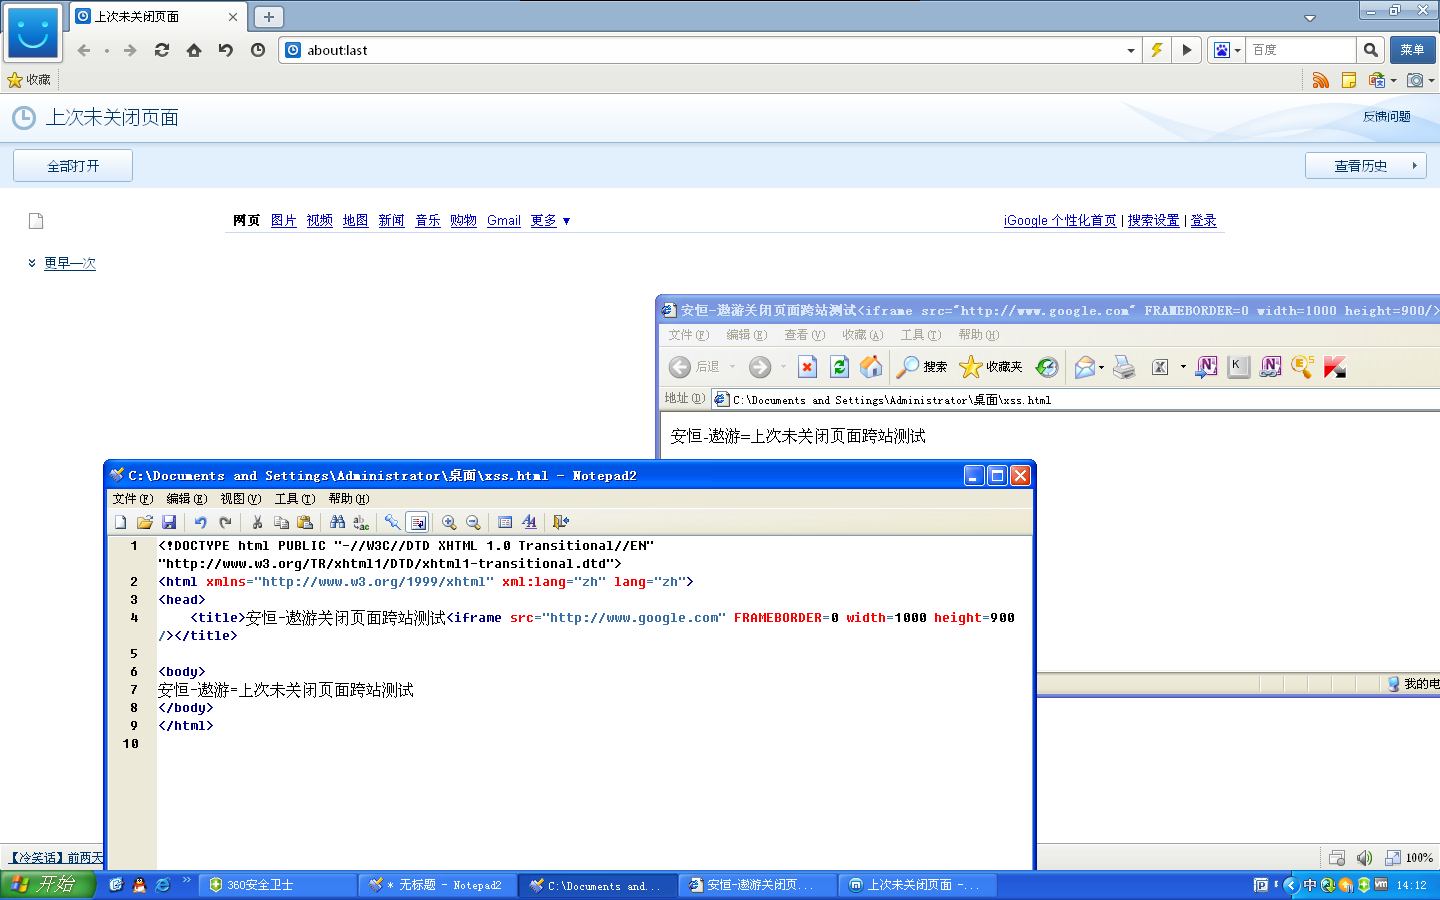 上次未关闭页面
about:last
百度
菜单
收藏
上次未关闭页面
反馈问题
全部打开
查看历史
网页 图片 视频 地图 新闻 音乐 购物 Gmail 更多 ▼
iGoogle 个性化首页 | 搜索设置 | 登录
更早一次
安恒-遨游关闭页面跨站测试<iframe src="http://www.google.com" FRAMEBORDER=0 width=1000 height=900/>
文件(F) 编辑(E) 查看(V) 收藏(A) 工具(T) 帮助(H)
后退 搜索 收藏夹
地址(D) C:\Documents and Settings\Administrator\桌面\xss.html
安恒-遨游=上次未关闭页面跨站测试
C:\Documents and Settings\Administrator\桌面\xss.html - Notepad2
文件(F) 编辑(E) 视图(V) 工具(T) 帮助(H)
1 <!DOCTYPE html PUBLIC "-//W3C//DTD XHTML 1.0 Transitional//EN"
"http://www.w3.org/TR/xhtml1/DTD/xhtml1-transitional.dtd">
2 <html xmlns="http://www.w3.org/1999/xhtml" xml:lang="zh" lang="zh">
3 <head>
4 <title>安恒-遨游关闭页面跨站测试<iframe src="http://www.google.com" FRAMEBORDER=0 width=1000 height=900
/></title>
5
6 <body>
7 安恒-遨游=上次未关闭页面跨站测试
8 </body>
9 </html>
10
我的电
【冷笑话】前两天
100%
开始
360安全卫士
* 无标题 - Notepad2
C:\Documents and...
安恒-遨游关闭页...
上次未关闭页面 -...
中
14:12